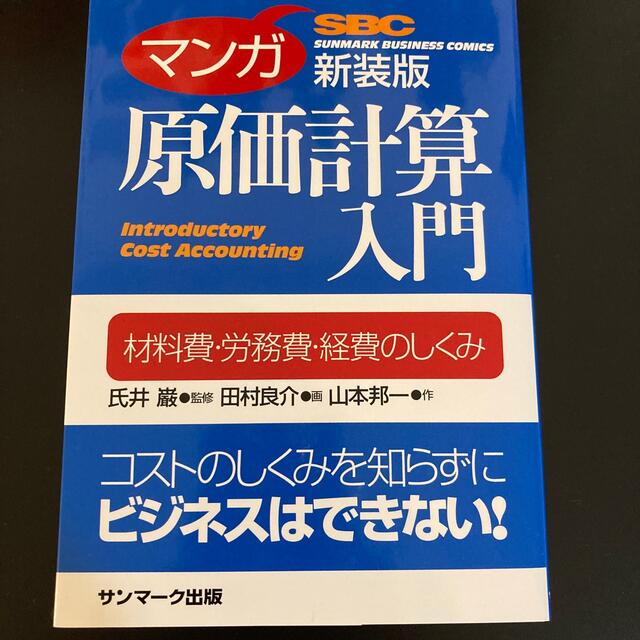 SBC
SUNMARK BUSINESS COMICS
マンガ
新装版
原価計算
入門
Introductory
Cost Accounting
材料費・労務費・経費のしくみ
氏井 巌●監修 田村良介●画 山本邦一●作
コストのしくみを知らずに
ビジネスはできない!
サンマーク出版